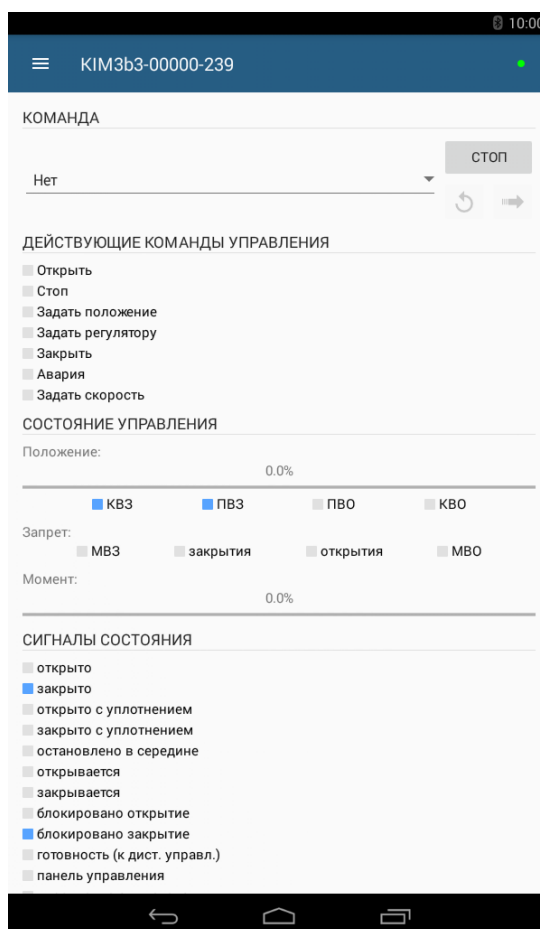 10:00
KIM3b3-00000-239
КОМАНДА
СТОП
Нет
ДЕЙСТВУЮЩИЕ КОМАНДЫ УПРАВЛЕНИЯ
Открыть
Стоп
Задать положение
Задать регулятору
Закрыть
Авария
Задать скорость
СОСТОЯНИЕ УПРАВЛЕНИЯ
Положение:
0.0%
КВЗ ПВЗ ПВО КВО
Запрет:
МВЗ закрытия открытия МВО
Момент:
0.0%
СИГНАЛЫ СОСТОЯНИЯ
открыто
закрыто
открыто с уплотнением
закрыто с уплотнением
остановлено в середине
открывается
закрывается
блокировано открытие
блокировано закрытие
готовность (к дист. управл.)
панель управления